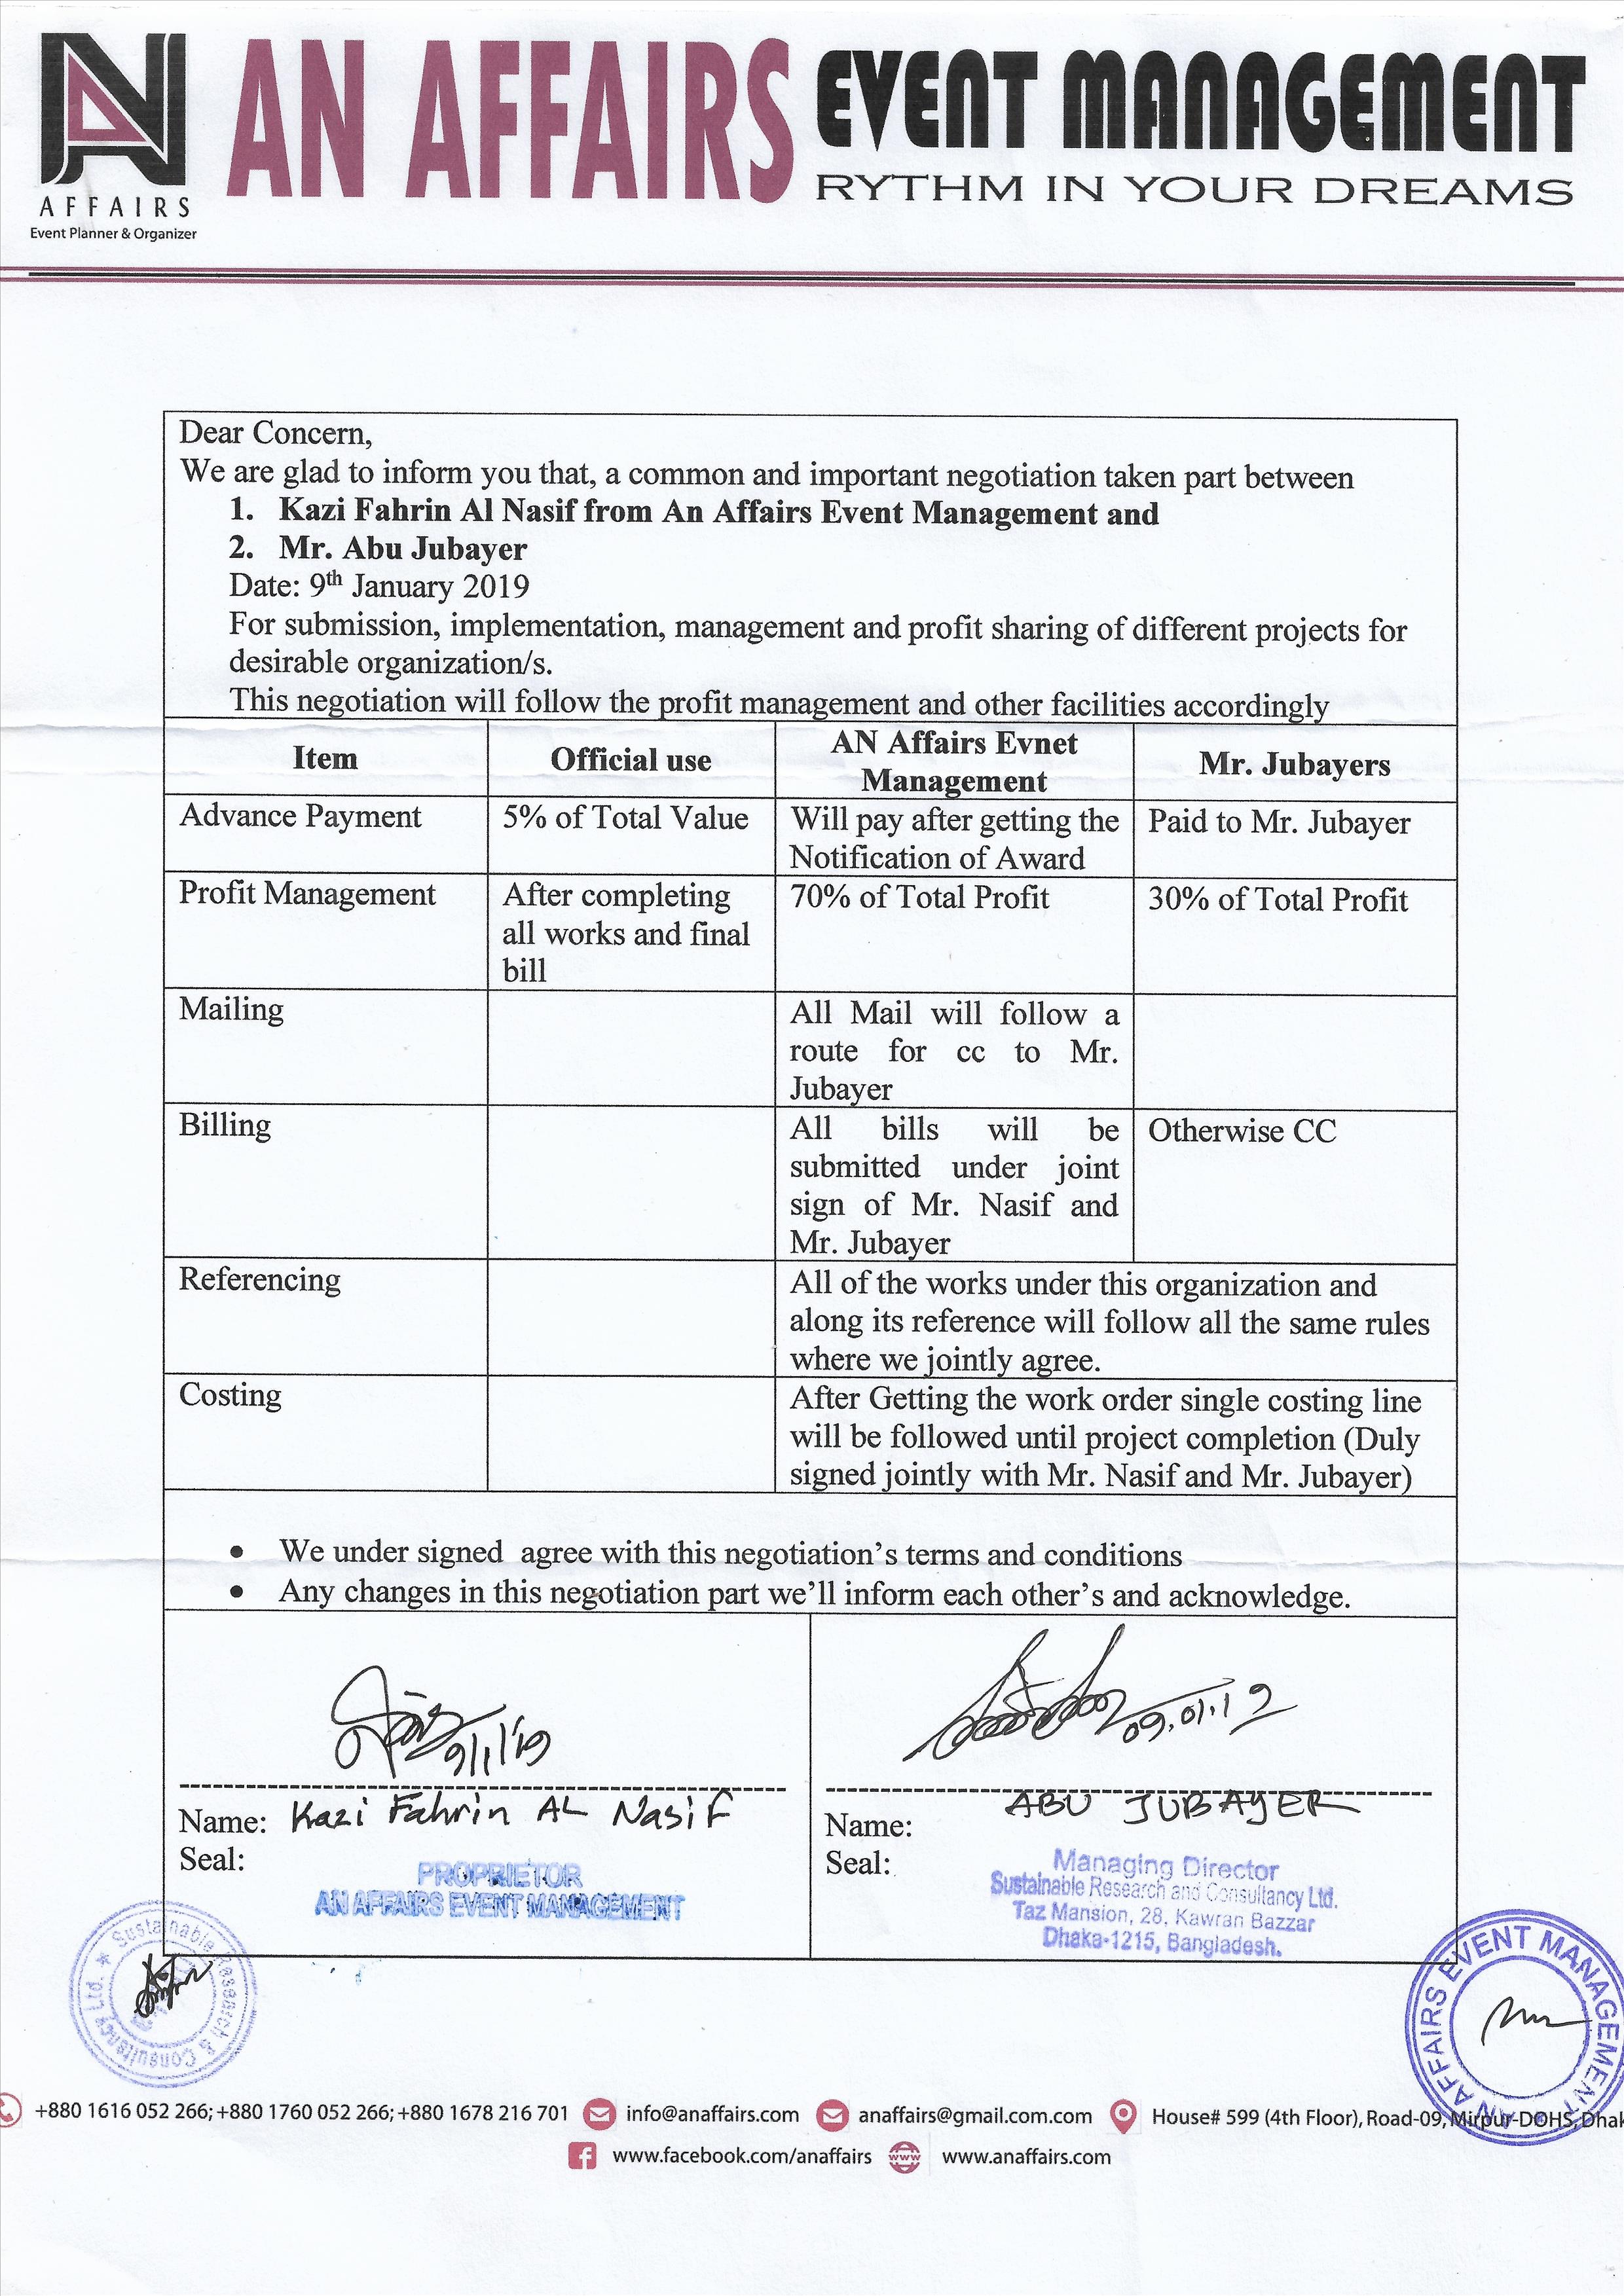 AN AFFAIRS EVENT MANAGEMENT
RYTHM IN YOUR DREAMS
AFFAIRS
Event Planner & Organizer
Dear Concern,
We are glad to inform you that, a common and important negotiation taken part between
1. Kazi Fahrin Al Nasif from An Affairs Event Management and
2. Mr. Abu Jubayer
Date: 9th January 2019
For submission, implementation, management and profit sharing of different projects for
desirable organization/s.
This negotiation will follow the profit management and other facilities accordingly
Item
Official use
AN Affairs Evnet
Management
Mr. Jubayers
Advance Payment
5% of Total Value
Will pay after getting the
Notification of Award
Paid to Mr. Jubayer
Profit Management
After completing
all works and final
bill
70% of Total Profit
30% of Total Profit
Mailing
All Mail will follow a
route for cc to Mr.
Jubayer
Billing
All bills will be
submitted under joint
sign of Mr. Nasif and
Mr. Jubayer
Otherwise CC
Referencing
All of the works under this organization and
along its reference will follow all the same rules
where we jointly agree.
Costing
After Getting the work order single costing line
will be followed until project completion (Duly
signed jointly with Mr. Nasif and Mr. Jubayer)
• We under signed agree with this negotiation's terms and conditions
• Any changes in this negotiation part we'll inform each other's and acknowledge.
9/1/19
09.01.19
Name: Kazi Fahrin AL Nasif
Seal:
PROPRIETOR
AN AFFAIRS EVENT MANAGEMENT
ABU JUBAYER
Name:
Seal:
Managing Director
Sustainable Research and Consultancy Ltd.
Taz Mansion, 28, Kawran Bazzar
Dhaka-1215, Bangladesh.
Sustainable Research & Consultancy Ltd.
AN AFFAIRS EVENT MANAGEMENT
+880 1616 052 266; +880 1760 052 266; +880 1678 216 701 info@anaffairs.com anaffairs@gmail.com.com House# 599 (4th Floor), Road-09, Mirpur-DOHS, Dhak
www.facebook.com/anaffairs www www.anaffairs.com